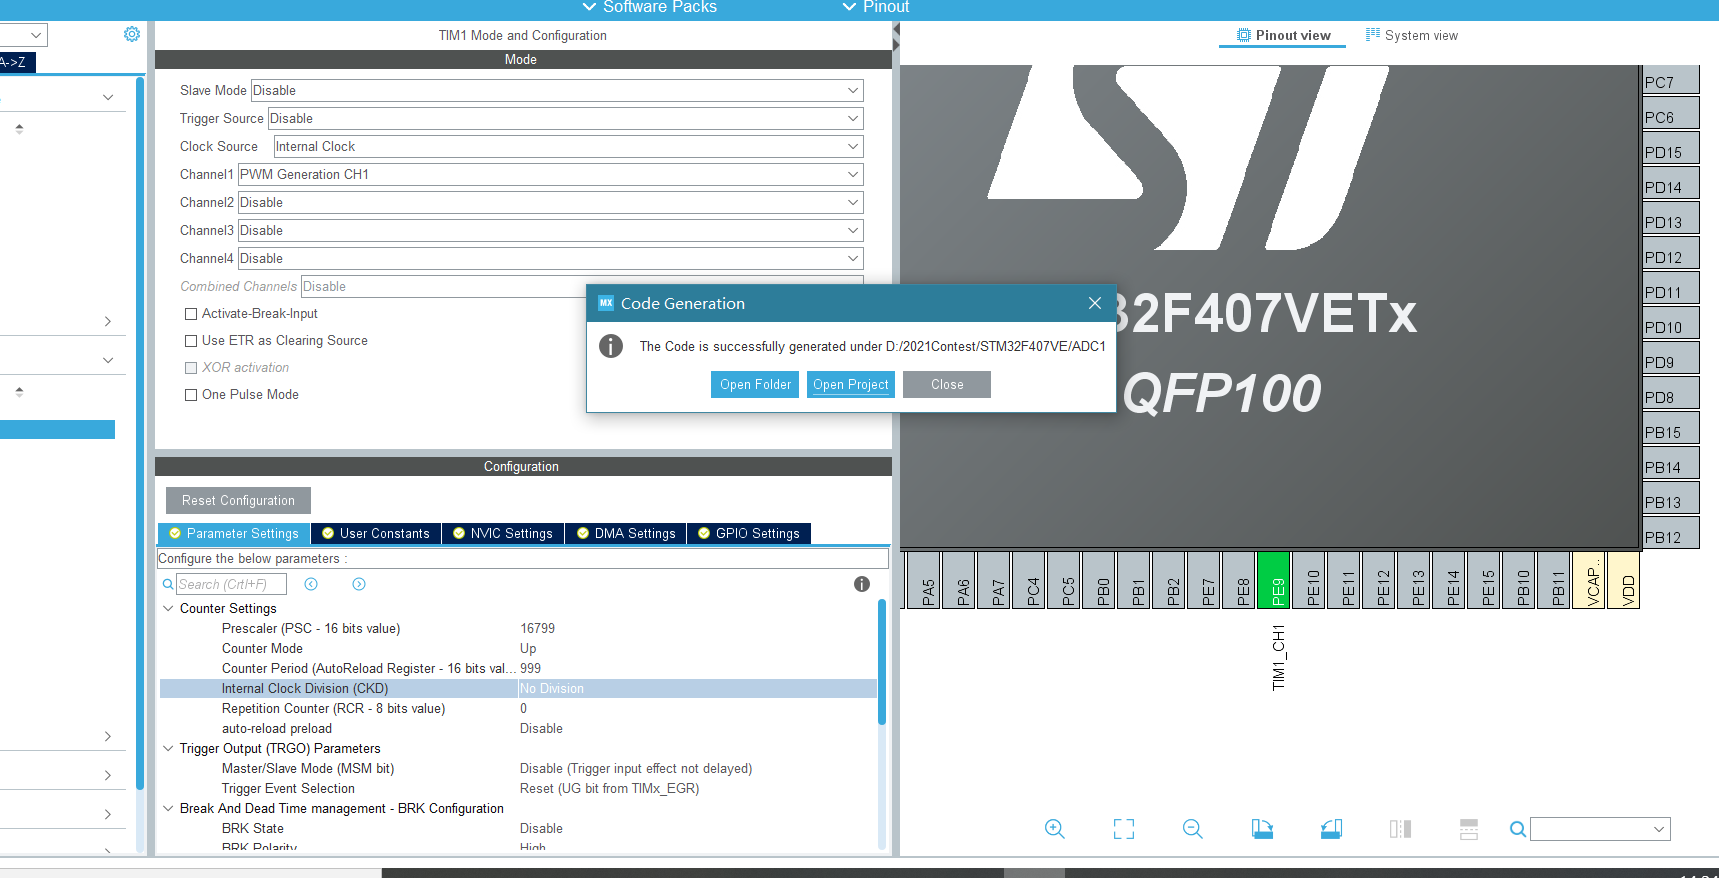 Software Packs
Pinout
A->Z
TIM1 Mode and Configuration
Mode
Slave Mode Disable
Trigger Source Disable
Clock Source Internal Clock
Channel1 PWM Generation CH1
Channel2 Disable
Channel3 Disable
Channel4 Disable
Combined Channels Disable
Activate-Break-Input
Use ETR as Clearing Source
XOR activation
One Pulse Mode
MX Code Generation
The Code is successfully generated under D:/2021Contest/STM32F407VE/ADC1
Open Folder
Open Project
Close
Configuration
Reset Configuration
Parameter Settings
User Constants
NVIC Settings
DMA Settings
GPIO Settings
Configure the below parameters :
Search (Crtl+F)
Counter Settings
Prescaler (PSC - 16 bits value) 16799
Counter Mode Up
Counter Period (AutoReload Register - 16 bits val... 999
Internal Clock Division (CKD) No Division
Repetition Counter (RCR - 8 bits value) 0
auto-reload preload Disable
Trigger Output (TRGO) Parameters
Master/Slave Mode (MSM bit) Disable (Trigger input effect not delayed)
Trigger Event Selection Reset (UG bit from TIMx_EGR)
Break And Dead Time management - BRK Configuration
BRK State Disable
BRK Polarity High
Pinout view
System view
32F407VETx
QFP100
PC7
PC6
PD15
PD14
PD13
PD12
PD11
PD10
PD9
PD8
PB15
PB14
PB13
PB12
PA5
PA6
PA7
PC4
PC5
PB0
PB1
PB2
PE7
PE8
PE9
PE10
PE11
PE12
PE13
PE14
PE15
PB10
PB11
VCAP...
VDD
TIM1_CH1